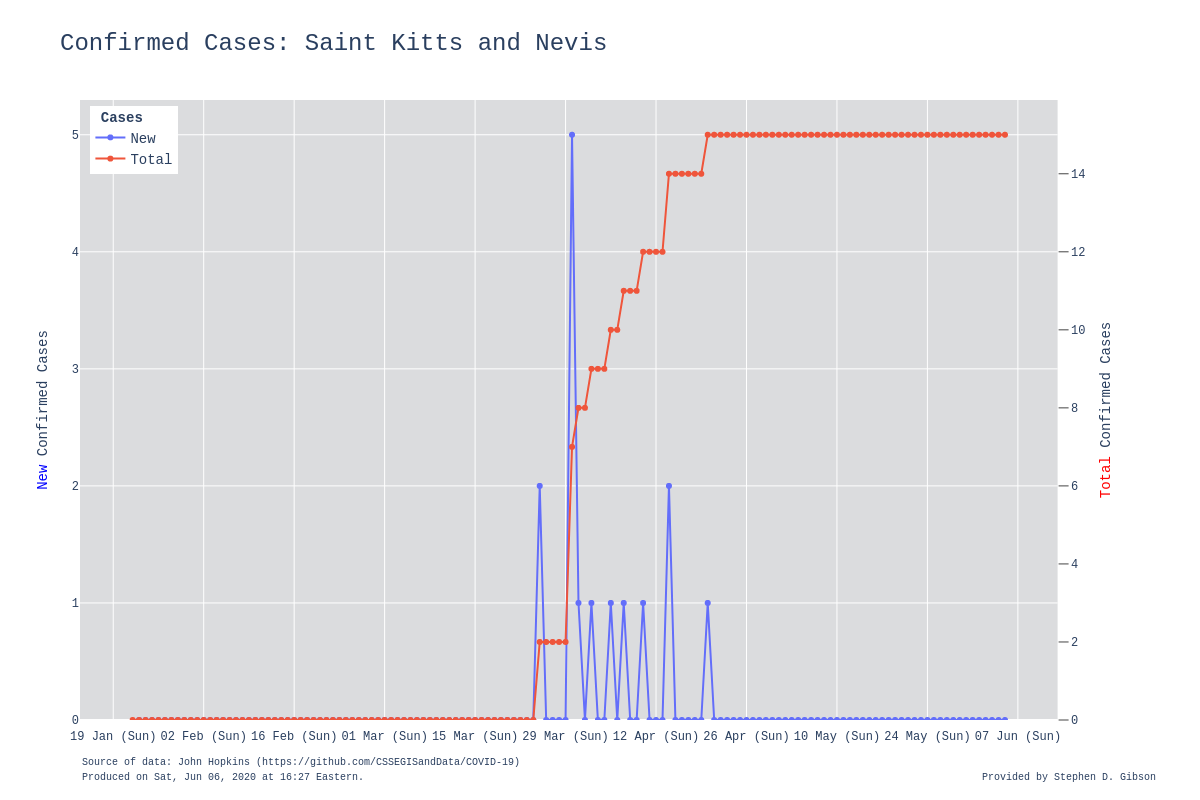 Confirmed Cases: Saint Kitts and Nevis
Cases
New
Total
5
4
3
2
1
0
New Confirmed Cases
14
12
10
8
6
4
2
0
Total Confirmed Cases
19 Jan (Sun) 02 Feb (Sun) 16 Feb (Sun) 01 Mar (Sun) 15 Mar (Sun) 29 Mar (Sun) 12 Apr (Sun) 26 Apr (Sun) 10 May (Sun) 24 May (Sun) 07 Jun (Sun)
Source of data: John Hopkins (https://github.com/CSSEGISandData/COVID-19)
Produced on Sat, Jun 06, 2020 at 16:27 Eastern.
Provided by Stephen D. Gibson